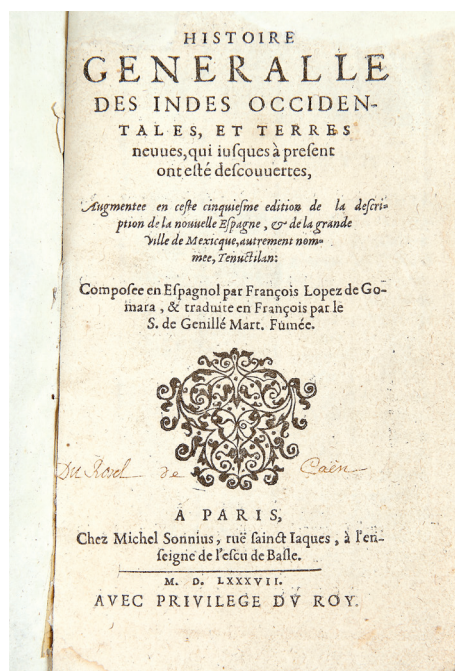 HISTOIRE
GENERALLE
DES INDES OCCIDEN-
TALES, ET TERRES
neuues, qui iusques à present
ont esté descouuertes,
Augmentee en ceste cinquiesme edition de la descri-
ption de la nouuelle Espagne, & de la grande
ville de Mexicque, autrement nom-
mee, Tenuctilan:
Composee en Espagnol par François Lopez de Go-
mara, & traduite en François par le
S. de Genillé Mart. Fumée.
Du Rosel de Caën
A PARIS,
Chez Michel Sonnius, ruë sainct Iaques, à l'en-
seigne de l'escu de Basle.
M. D. LXXXVII.
AVEC PRIVILEGE DV ROY.